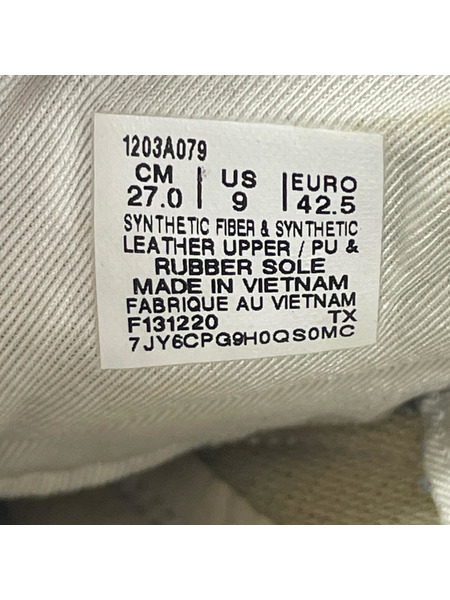 1203A079
CM | US | EURO
27.0 | 9 | 42.5
SYNTHETIC FIBER & SYNTHETIC
LEATHER UPPER / PU &
RUBBER SOLE
MADE IN VIETNAM
FABRIQUE AU VIETNAM
F131220 TX
7JY6CPG9H0QS0MC